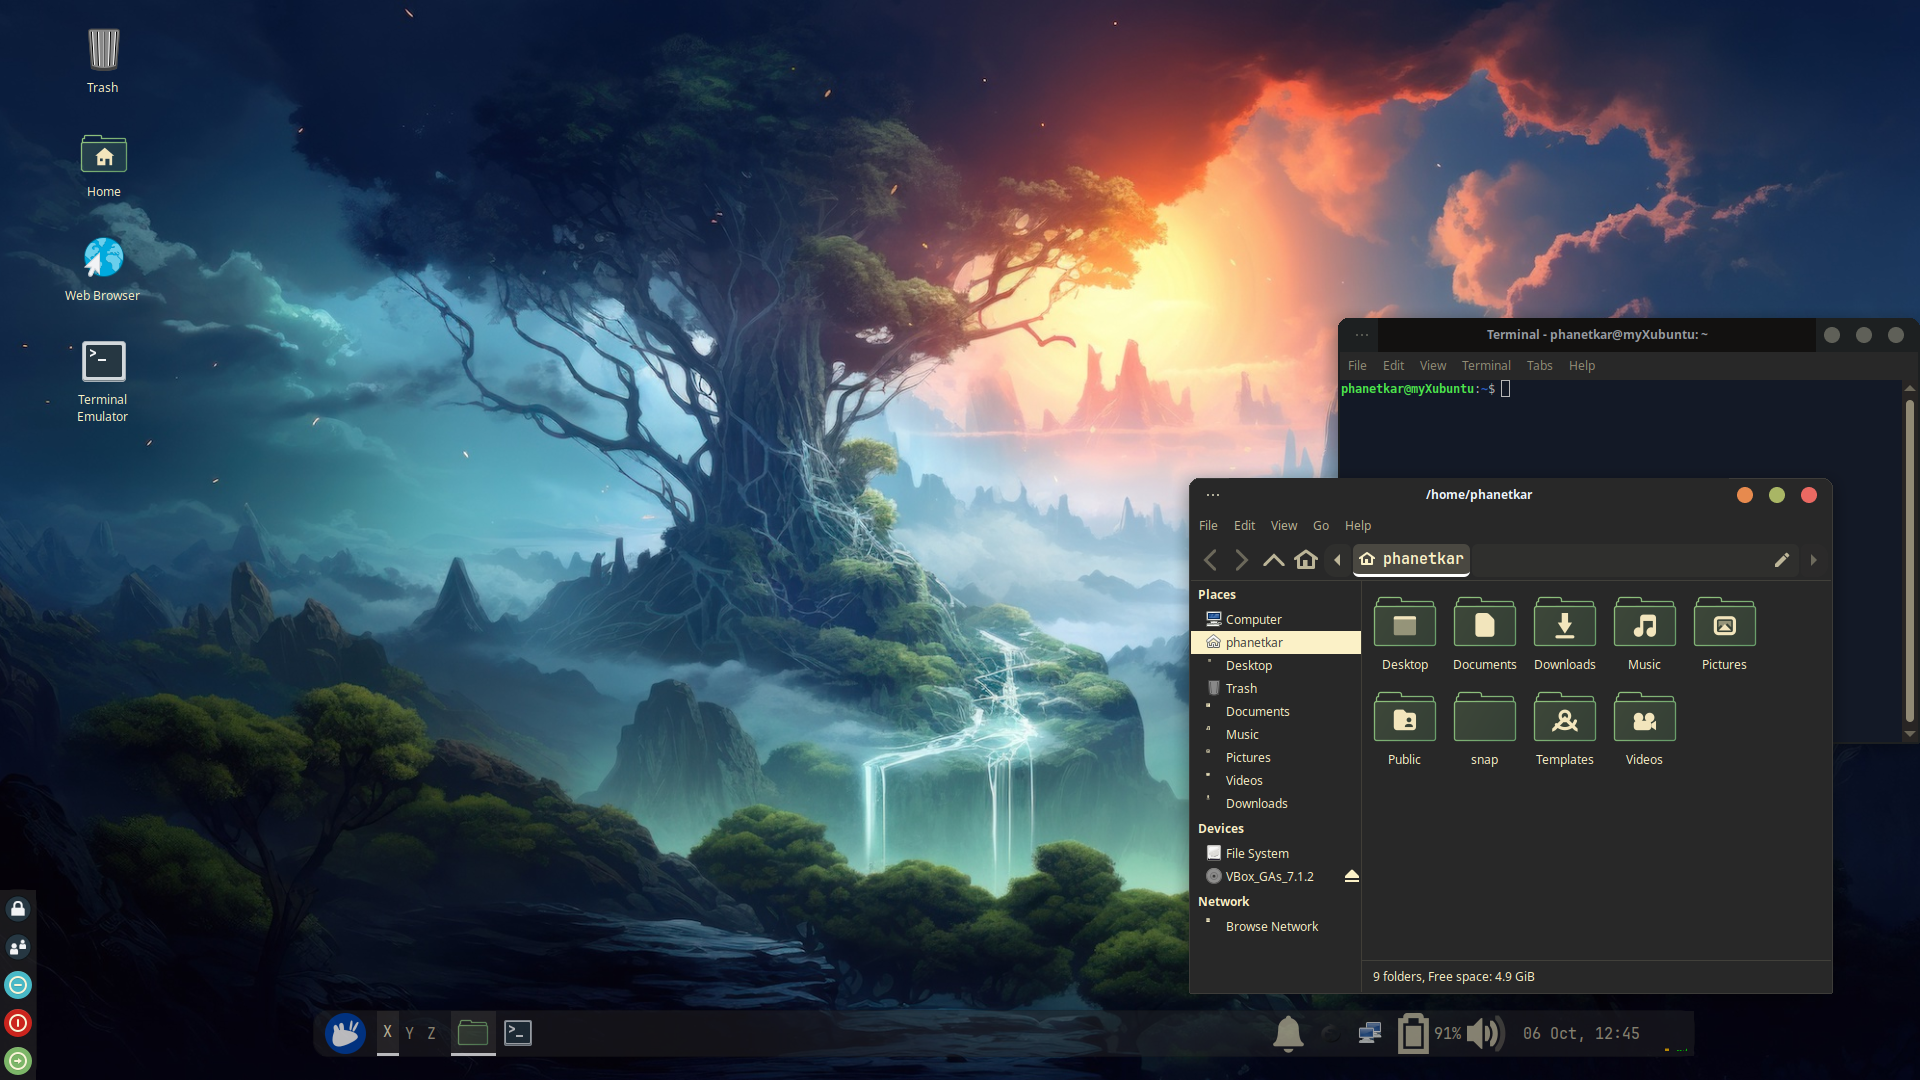 Trash
Home
Web Browser
Terminal
Emulator
Terminal - phanetkar@myXubuntu: ~
File Edit View Terminal Tabs Help
phanetkar@myXubuntu:~$
/home/phanetkar
File Edit View Go Help
phanetkar
Places
Computer
phanetkar
Desktop
Trash
Documents
Music
Pictures
Videos
Downloads
Devices
File System
VBox_GAs_7.1.2
Network
Browse Network
Desktop Documents Downloads Music Pictures
Public snap Templates Videos
9 folders, Free space: 4.9 GiB
X Y Z
91%
06 Oct, 12:45